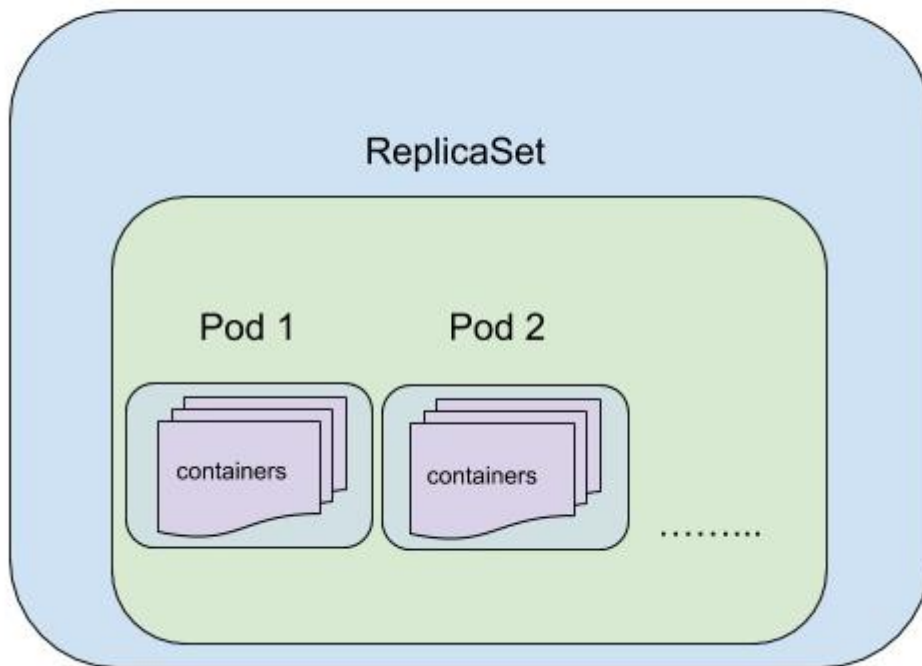 ReplicaSet
Pod 1
Pod 2
containers
containers
.........